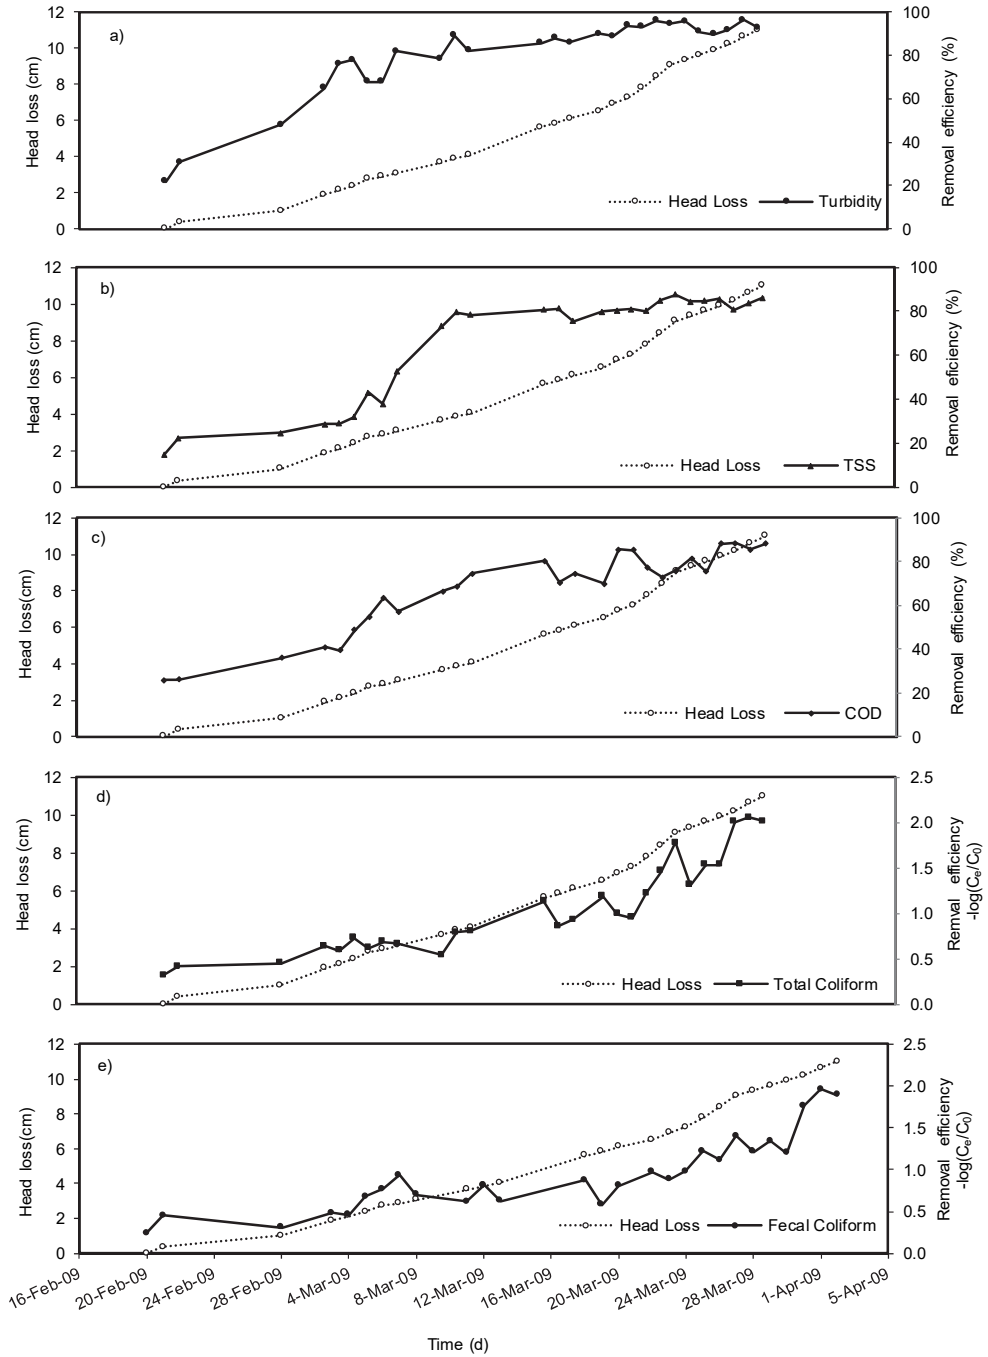 a)
Head loss (cm)
12
10
8
6
4
2
0
100
80
60
40
20
0
Removal efficiency (%)
Head Loss
Turbidity
b)
Head loss (cm)
12
10
8
6
4
2
0
100
80
60
40
20
0
Removal eficiency (%)
Head Loss
TSS
c)
Head loss(cm)
12
10
8
6
4
2
0
100
80
60
40
20
0
Removal efficiency (%)
Head Loss
COD
d)
Head loss (cm)
12
10
8
6
4
2
0
2.5
2.0
1.5
1.0
0.5
0.0
Remval efficiency
-log(Ce/C0)
Head Loss
Total Coliform
e)
Head loss(cm)
12
10
8
6
4
2
0
2.5
2.0
1.5
1.0
0.5
0.0
Removal efficiency
-log(Ce/C0)
Head Loss
Fecal Coliform
16-Feb-09
20-Feb-09
24-Feb-09
28-Feb-09
4-Mar-09
8-Mar-09
12-Mar-09
16-Mar-09
20-Mar-09
24-Mar-09
28-Mar-09
1-Apr-09
5-Apr-09
Time (d)